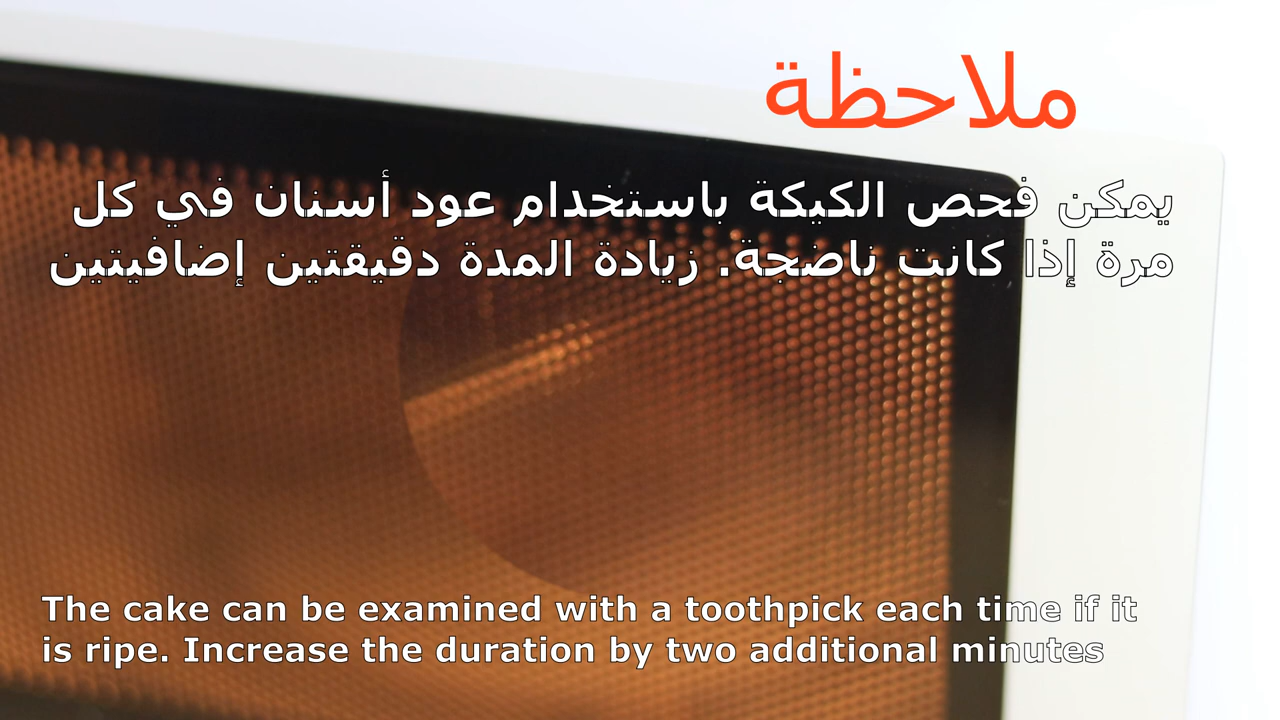 ملاحظة
يمكن فحص الكيكة باستخدام عود أسنان في كل
مرة إذا كانت ناضجة. زيادة المدة دقيقتين إضافيتين
The cake can be examined with a toothpick each time if it
is ripe. Increase the duration by two additional minutes